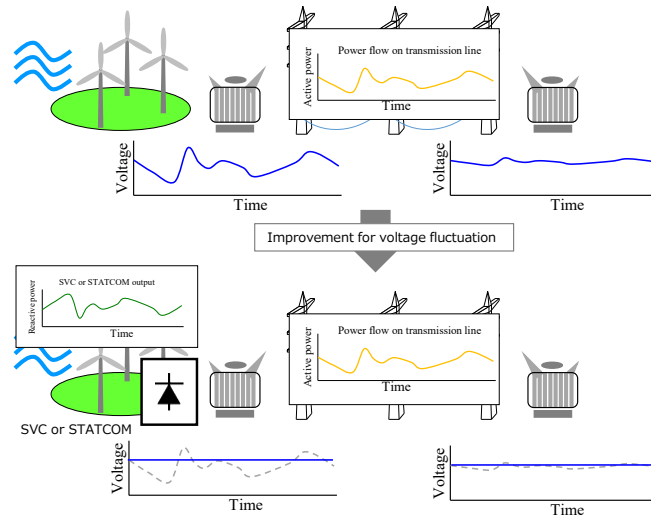 Power flow on transmission line
Active power
Time
Voltage
Time
Voltage
Time
Improvement for voltage fluctuation
SVC or STATCOM output
Reactive power
Time
Power flow on transmission line
Active power
Time
SVC or STATCOM
Voltage
Time
Voltage
Time